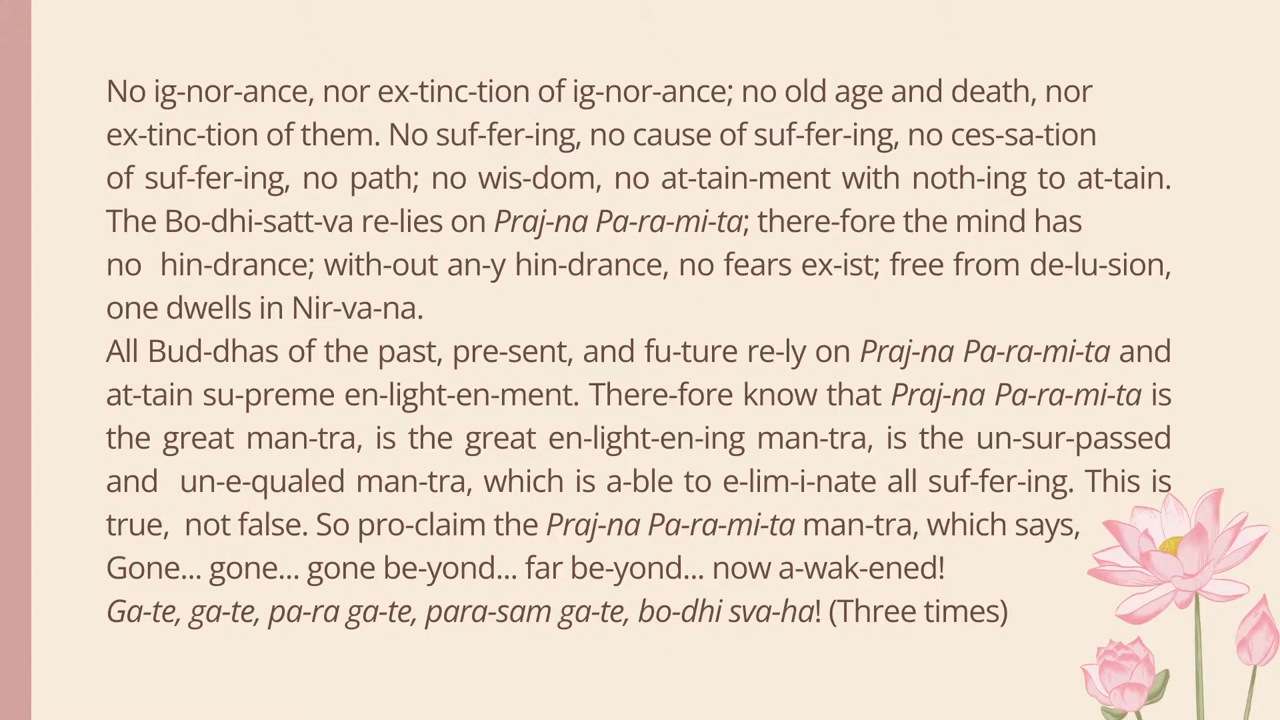 No ig-nor-ance, nor ex-tinc-tion of ig-nor-ance; no old age and death, nor
ex-tinc-tion of them. No suf-fer-ing, no cause of suf-fer-ing, no ces-sa-tion
of suf-fer-ing, no path; no wis-dom, no at-tain-ment with noth-ing to at-tain.
The Bo-dhi-satt-va re-lies on Praj-na Pa-ra-mi-ta; there-fore the mind has
no hin-drance; with-out an-y hin-drance, no fears ex-ist; free from de-lu-sion,
one dwells in Nir-va-na.
All Bud-dhas of the past, pre-sent, and fu-ture re-ly on Praj-na Pa-ra-mi-ta and
at-tain su-preme en-light-en-ment. There-fore know that Praj-na Pa-ra-mi-ta is
the great man-tra, is the great en-light-en-ing man-tra, is the un-sur-passed
and un-e-qualed man-tra, which is a-ble to e-lim-i-nate all suf-fer-ing. This is
true, not false. So pro-claim the Praj-na Pa-ra-mi-ta man-tra, which says,
Gone... gone... gone be-yond... far be-yond... now a-wak-ened!
Ga-te, ga-te, pa-ra ga-te, para-sam ga-te, bo-dhi sva-ha! (Three times)